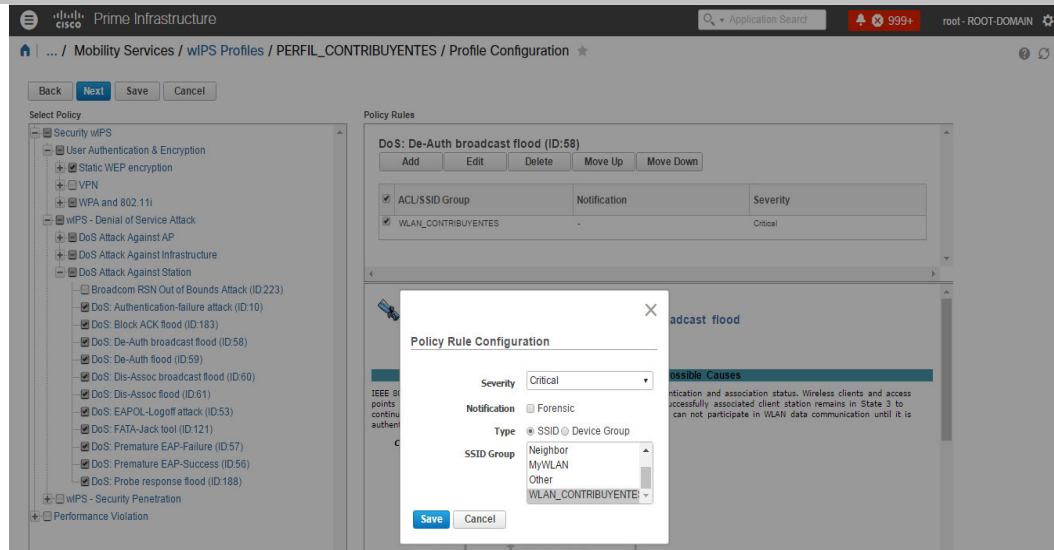 CISCO Prime Infrastructure
Application Search
999+
root - ROOT-DOMAIN
... / Mobility Services / wIPS Profiles / PERFIL_CONTRIBUYENTES / Profile Configuration
Back Next Save Cancel
Select Policy
Security wIPS
User Authentication & Encryption
Static WEP encryption
VPN
WPA and 802.11i
wIPS - Denial of Service Attack
DoS Attack Against AP
DoS Attack Against Infrastructure
DoS Attack Against Station
Broadcom RSN Out of Bounds Attack (ID:223)
DoS: Authentication-failure attack (ID:10)
DoS: Block ACK flood (ID:183)
DoS: De-Auth broadcast flood (ID:58)
DoS: De-Auth flood (ID:59)
DoS: Dis-Assoc broadcast flood (ID:60)
DoS: Dis-Assoc flood (ID:61)
DoS: EAPOL-Logoff attack (ID:53)
DoS: FATA-Jack tool (ID:121)
DoS: Premature EAP-Failure (ID:57)
DoS: Premature EAP-Success (ID:56)
DoS: Probe response flood (ID:188)
wIPS - Security Penetration
Performance Violation
Policy Rules
DoS: De-Auth broadcast flood (ID:58)
Add Edit Delete Move Up Move Down
ACL/SSID Group Notification Severity
WLAN_CONTRIBUYENTES - Critical
adcast flood
ossible Causes
IEEE 80 ntication and association status. Wireless clients and access
points uccessfully associated client station remains in State 3 to
continu can not participate in WLAN data communication until it is
authent
C
Policy Rule Configuration
Severity Critical
Notification Forensic
Type SSID Device Group
SSID Group
Neighbor
MyWLAN
Other
WLAN_CONTRIBUYENTE
Save Cancel